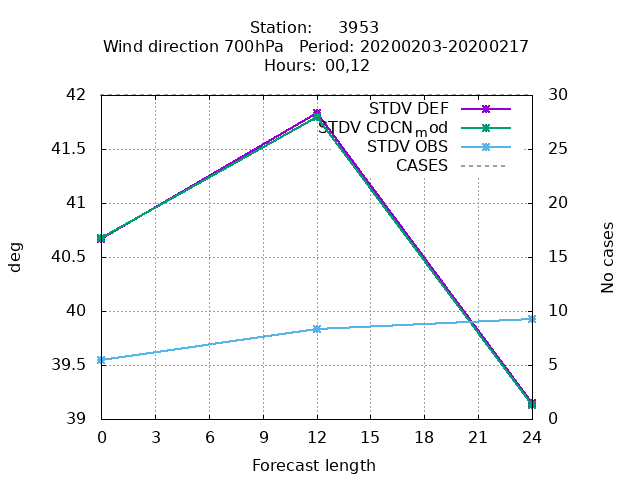 Station: 3953
Wind direction 700hPa Period: 20200203-20200217
Hours: 00,12
42
41.5
41
40.5
40
39.5
39
30
25
20
15
10
5
0
STDV DEF
STDV CDCNmod
STDV OBS
CASES
deg
No cases
0 3 6 9 12 15 18 21 24
Forecast length